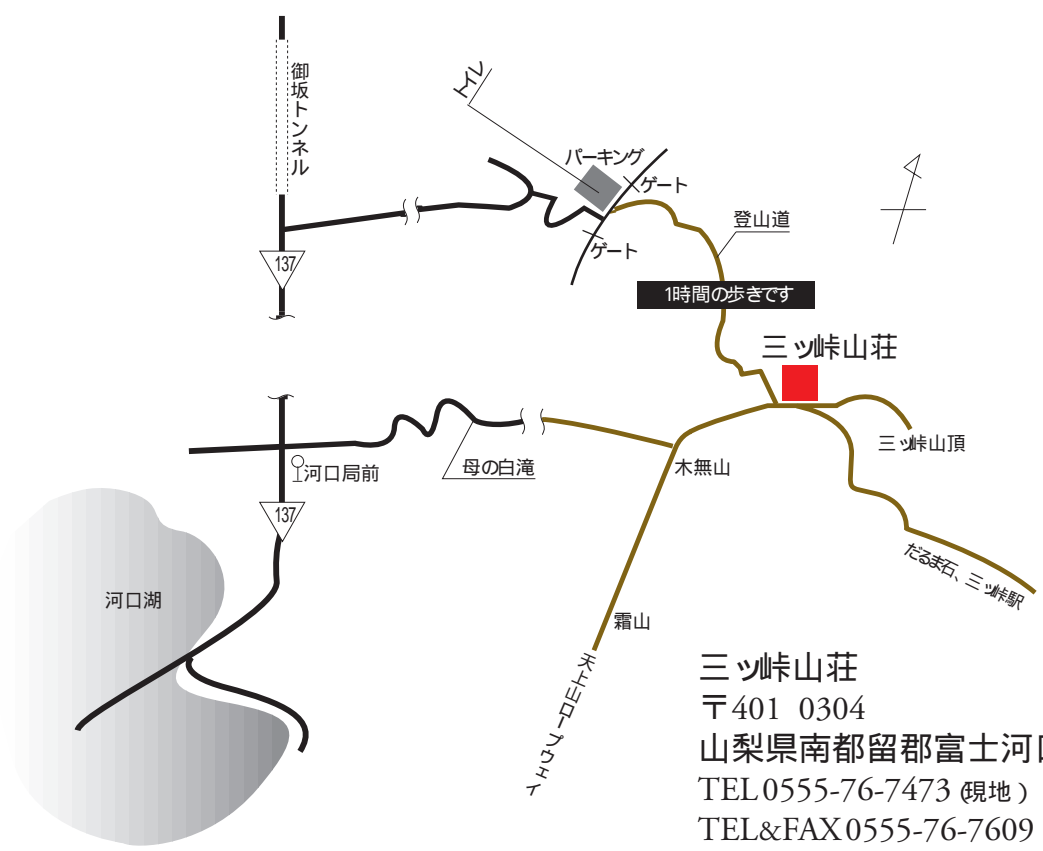 御坂トンネル
トイレ
パーキング
ゲート
ゲート
登山道
137
1時間の歩きです
三ッ峠山荘
三ッ峠山頂
木無山
母の白滝
河口局前
137
だるま石、三ッ峠駅
河口湖
霜山
天上山ロープウェイ
三ッ峠山荘
〒401 0304
山梨県南都留郡富士河口
TEL0555-76-7473 (現地)
TEL&FAX0555-76-7609